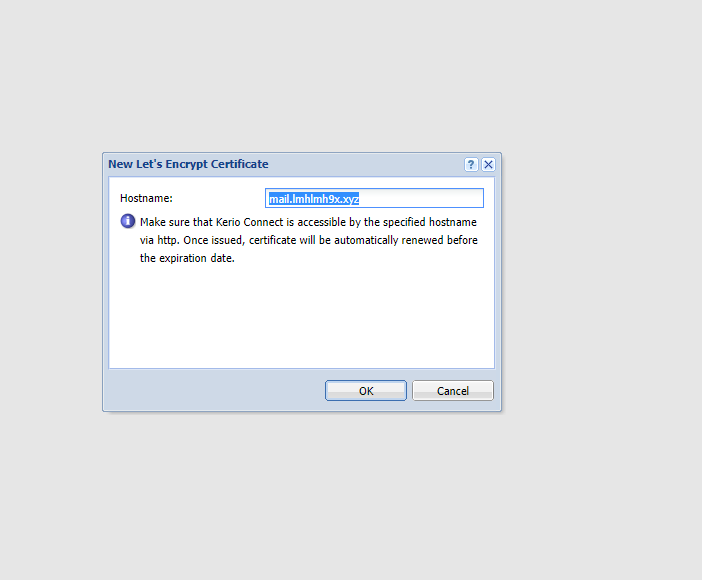 New Let's Encrypt Certificate
Hostname:
mail.lmhlmh9x.xyz
Make sure that Kerio Connect is accessible by the specified hostname
via http. Once issued, certificate will be automatically renewed before
the expiration date.
OK
Cancel